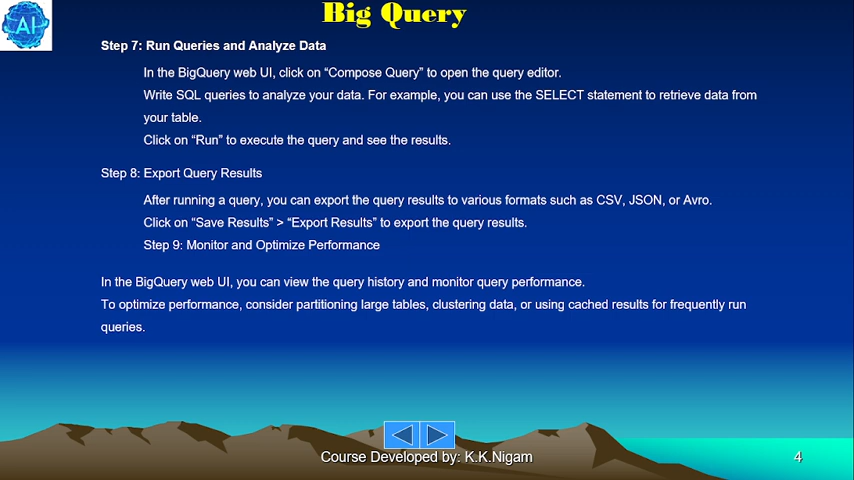 AI
Big Query
Step 7: Run Queries and Analyze Data
In the BigQuery web UI, click on “Compose Query” to open the query editor.
Write SQL queries to analyze your data. For example, you can use the SELECT statement to retrieve data from
your table.
Click on “Run” to execute the query and see the results.
Step 8: Export Query Results
After running a query, you can export the query results to various formats such as CSV, JSON, or Avro.
Click on “Save Results” > “Export Results” to export the query results.
Step 9: Monitor and Optimize Performance
In the BigQuery web UI, you can view the query history and monitor query performance.
To optimize performance, consider partitioning large tables, clustering data, or using cached results for frequently run
queries.
Course Developed by: K.K.Nigam
4